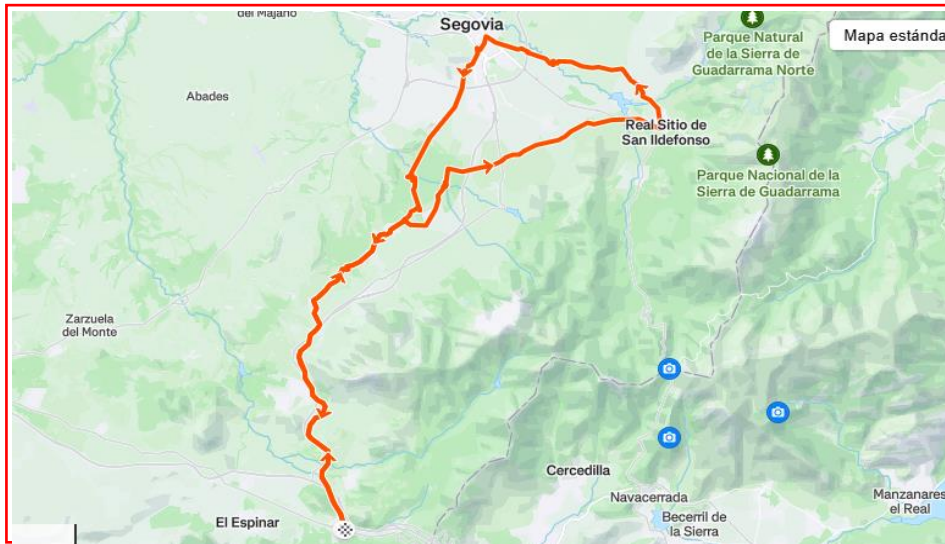 del Majano
Segovia
Parque Natural
de la Sierra de
Guadarrama Norte
Mapa estánda
Abades
Real Sitio de
San Ildefonso
Parque Nacional de la
Sierra de Guadarrama
Zarzuela
del Monte
Cercedilla
Navacerrada
Manzanares
el Real
El Espinar
Becerril de
la Sierra